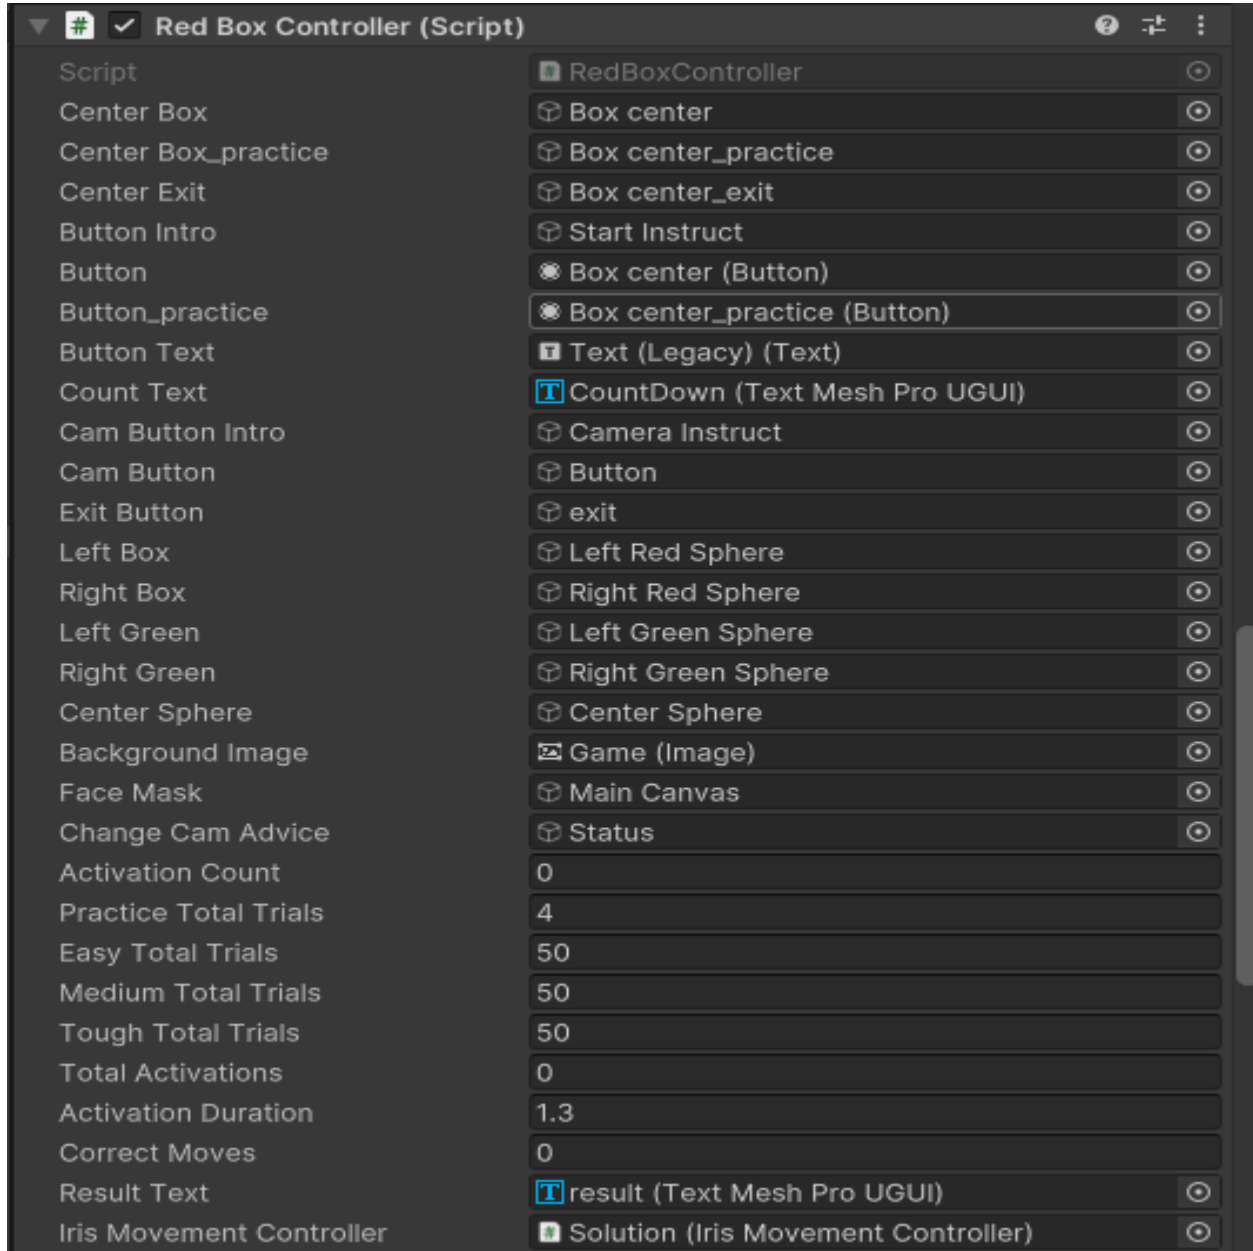 Red Box Controller (Script)
Script RedBoxController
Center Box Box center
Center Box_practice Box center_practice
Center Exit Box center_exit
Button Intro Start Instruct
Button Box center (Button)
Button_practice Box center_practice (Button)
Button Text Text (Legacy) (Text)
Count Text CountDown (Text Mesh Pro UGUI)
Cam Button Intro Camera Instruct
Cam Button Button
Exit Button exit
Left Box Left Red Sphere
Right Box Right Red Sphere
Left Green Left Green Sphere
Right Green Right Green Sphere
Center Sphere Center Sphere
Background Image Game (Image)
Face Mask Main Canvas
Change Cam Advice Status
Activation Count 0
Practice Total Trials 4
Easy Total Trials 50
Medium Total Trials 50
Tough Total Trials 50
Total Activations 0
Activation Duration 1.3
Correct Moves 0
Result Text result (Text Mesh Pro UGUI)
Iris Movement Controller Solution (Iris Movement Controller)